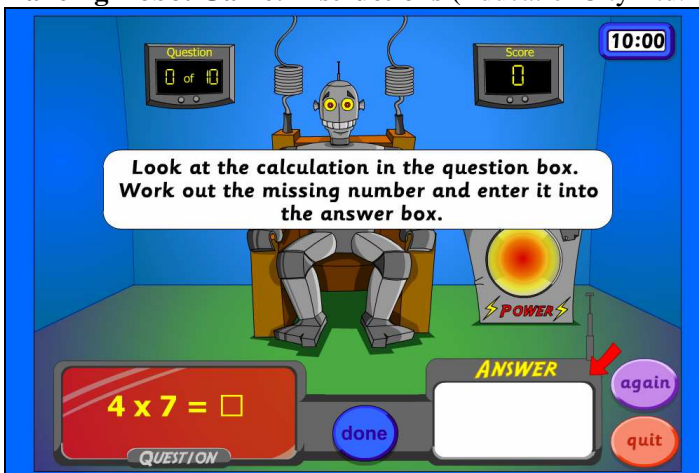 Question
0 of 10
Score
0
10:00
Look at the calculation in the question box.
Work out the missing number and enter it into
the answer box.
POWER
4 x 7 = □
QUESTION
done
ANSWER
again
quit